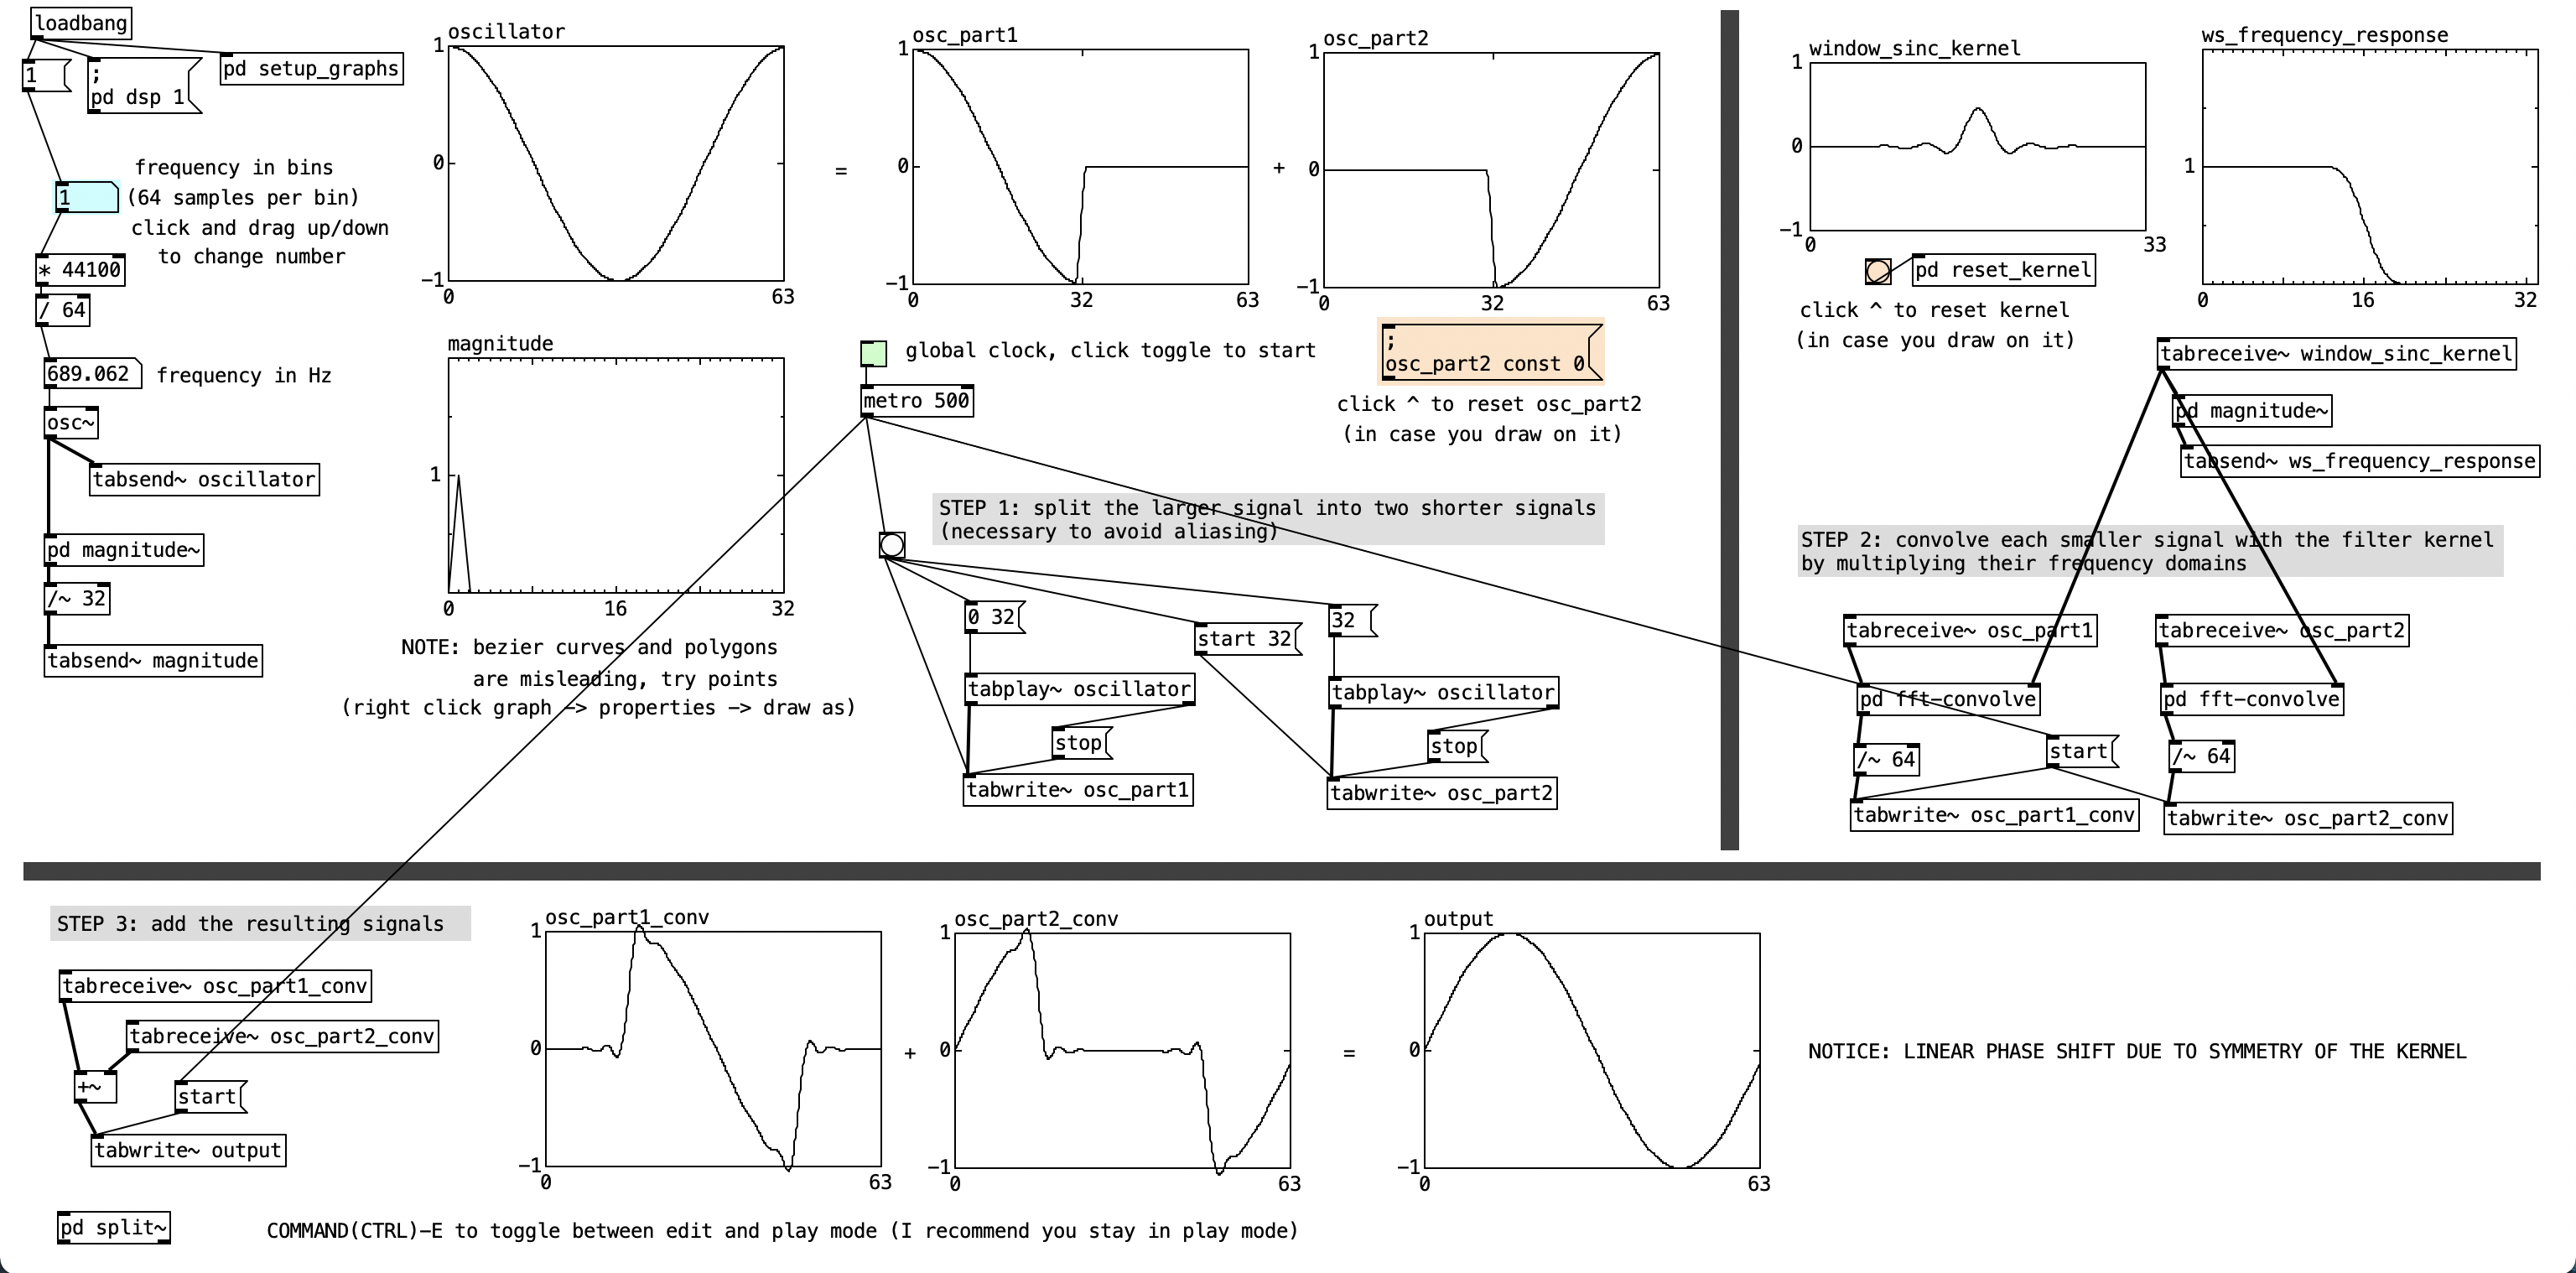 loadbang
1
;
pd dsp 1
pd setup_graphs
frequency in bins
1
(64 samples per bin)
click and drag up/down
to change number
* 44100
/ 64
689.062
frequency in Hz
osc~
tabsend~ oscillator
pd magnitude~
/~ 32
tabsend~ magnitude
oscillator
1
0
-1
0
63
=
osc_part1
1
0
-1
0
32
63
+
osc_part2
1
0
-1
0
32
63
magnitude
1
0
16
32
NOTE: bezier curves and polygons
are misleading, try points
(right click graph -> properties -> draw as)
global clock, click toggle to start
metro 500
;
osc_part2 const 0
click ^ to reset osc_part2
(in case you draw on it)
STEP 1: split the larger signal into two shorter signals
(necessary to avoid aliasing)
0 32
start 32
32
tabplay~ oscillator
tabplay~ oscillator
stop
stop
tabwrite~ osc_part1
tabwrite~ osc_part2
window_sinc_kernel
1
0
-1
0
33
pd reset_kernel
click ^ to reset kernel
(in case you draw on it)
ws_frequency_response
1
0
16
32
tabreceive~ window_sinc_kernel
pd magnitude~
tabsend~ ws_frequency_response
STEP 2: convolve each smaller signal with the filter kernel
by multiplying their frequency domains
tabreceive~ osc_part1
tabreceive~ osc_part2
pd fft-convolve
pd fft-convolve
/~ 64
start
/~ 64
tabwrite~ osc_part1_conv
tabwrite~ osc_part2_conv
STEP 3: add the resulting signals
tabreceive~ osc_part1_conv
tabreceive~ osc_part2_conv
+~
start
tabwrite~ output
pd split~
osc_part1_conv
1
0
-1
0
63
+
osc_part2_conv
1
0
-1
0
63
=
output
1
0
-1
0
63
NOTICE: LINEAR PHASE SHIFT DUE TO SYMMETRY OF THE KERNEL
COMMAND(CTRL)-E to toggle between edit and play mode (I recommend you stay in play mode)